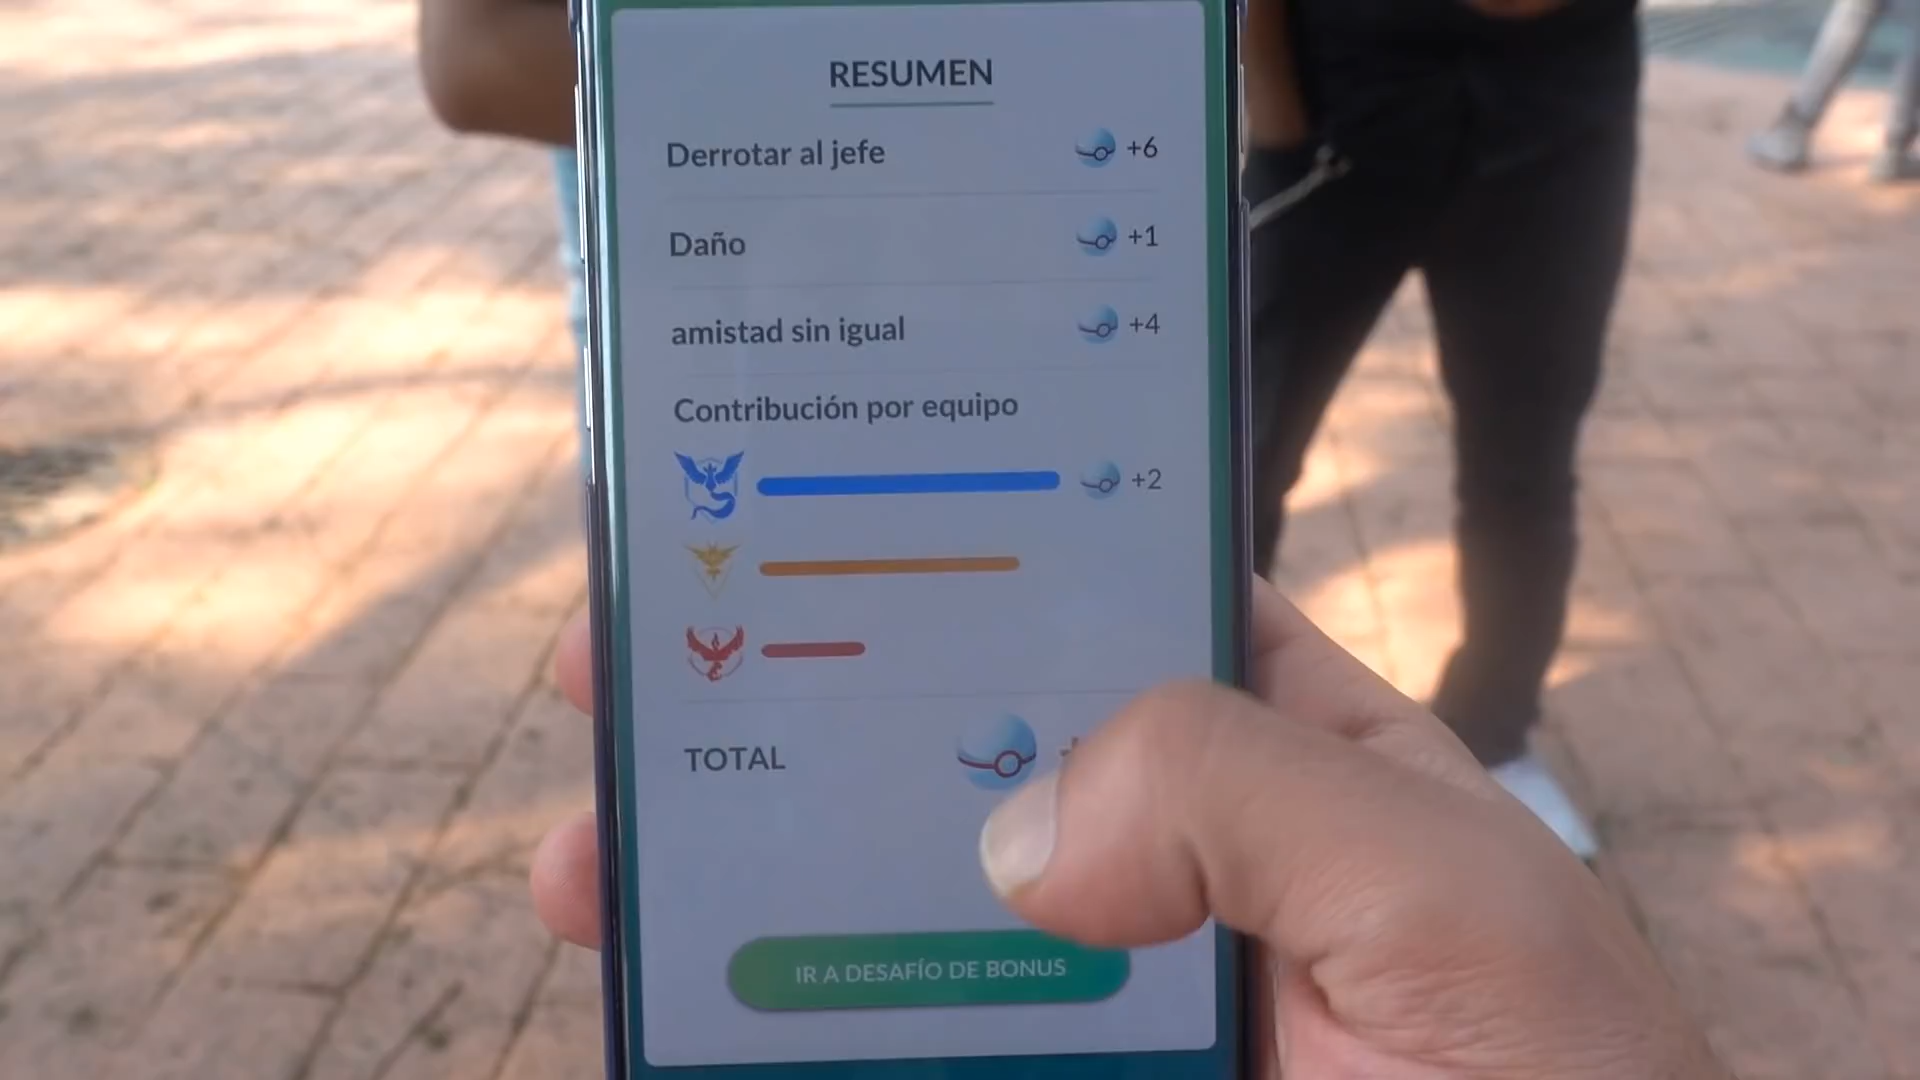 RESUMEN
Derrotar al jefe +6
Daño +1
amistad sin igual +4
Contribución por equipo
+2
TOTAL
IR A DESAFÍO DE BONUS